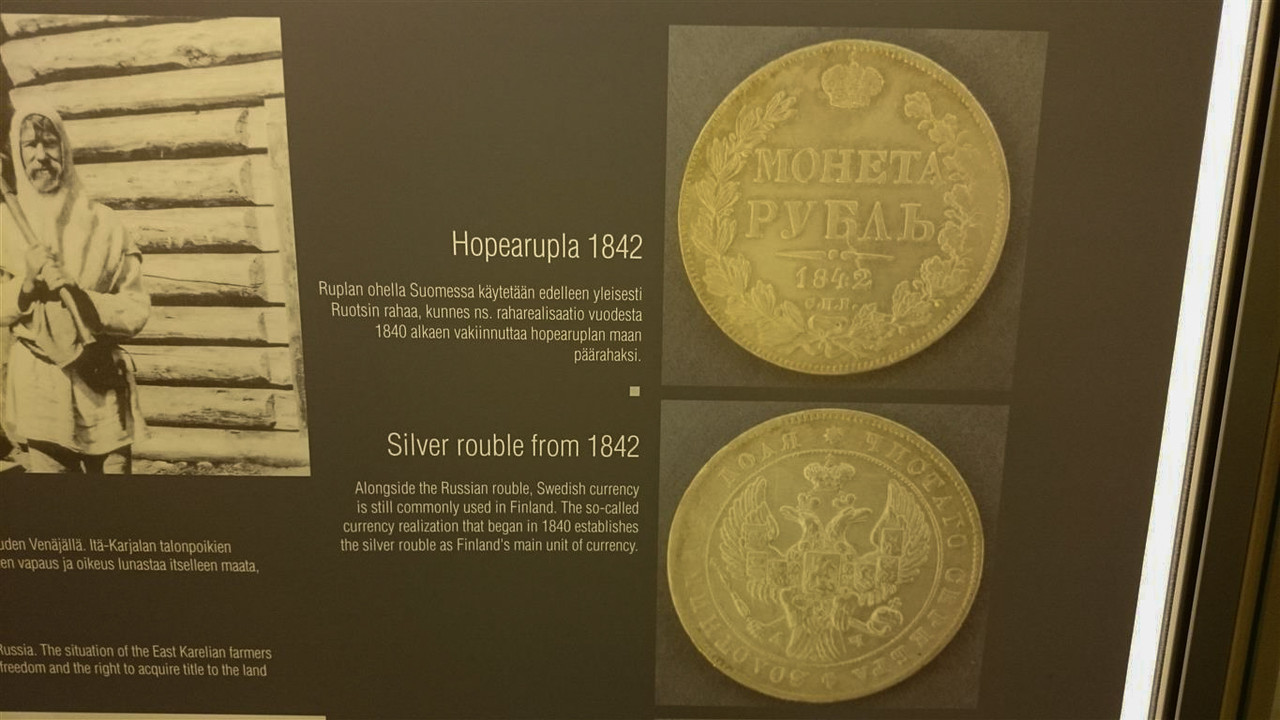 Hopearupla 1842
Ruplan ohella Suomessa käytetään edelleen yleisesti
Ruotsin rahaa, kunnes ns. raharealisaatio vuodesta
1840 alkaen vakiinnuttaa hopearuplan maan
päärahaksi.
Silver rouble from 1842
Alongside the Russian rouble, Swedish currency
is still commonly used in Finland. The so-called
currency realization that began in 1840 establishes
the silver rouble as Finland's main unit of currency.
uden Venäjällä. Itä-Karjalan talonpoikien
en vapaus ja oikeus lunastaa itselleen maata,
Russia. The situation of the East Karelian farmers
freedom and the right to acquire title to the land
МОНЕТА
РУБЛЬ
1842
С.П.Б.
ДОЛЯ * ЧИСТАГО СЕРЕБРА